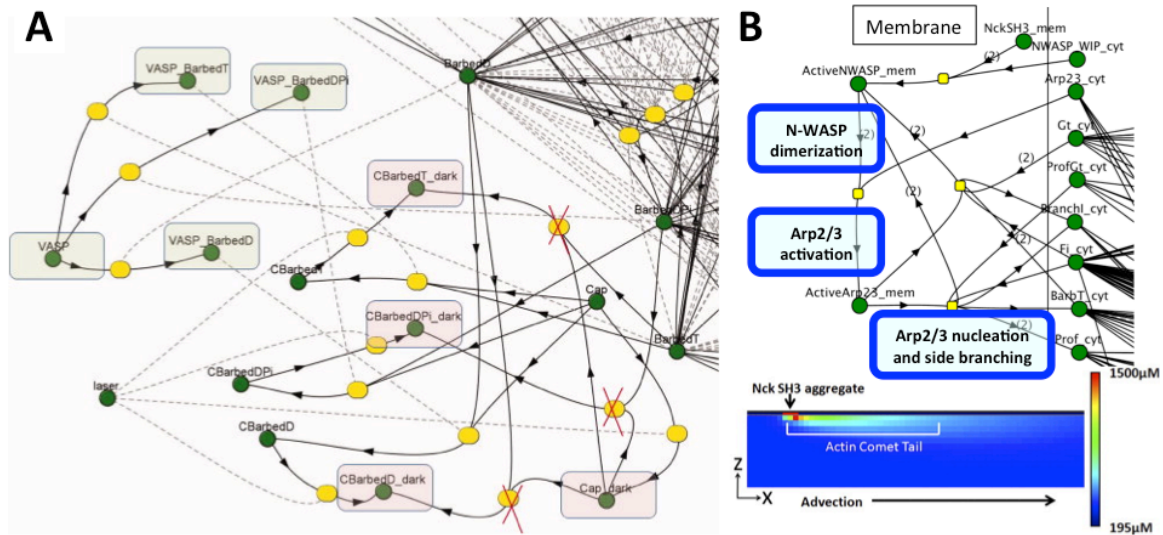 A
VASP_BarbedT
VASP_BarbedDPi
BarbedD
CBarbedT_dark
VASP
VASP_BarbedD
BarbedDPi
CBarbedT
Cap
CBarbedDPi_dark
BarbedT
CBarbedDPi
laser
CBarbedD
CBarbedD_dark
Cap_dark
B
Membrane
NckSH3_mem
(2)
NWASP_WIP_cyt
ActiveNWASP_mem
Arp23_cyt
N-WASP
dimerization
(2)
(2)
Gt_cyt
(2)
ProfGt_cyt
(2)
BranchI_cyt
Arp2/3
activation
(2)
Fi_cyt
ActiveArp23_mem
BarbT_cyt
Arp2/3 nucleation
and side branching
(2)
Prof_cyt
Nck SH3 aggregate
1500µM
Actin Comet Tail
Z
X
Advection
195µM